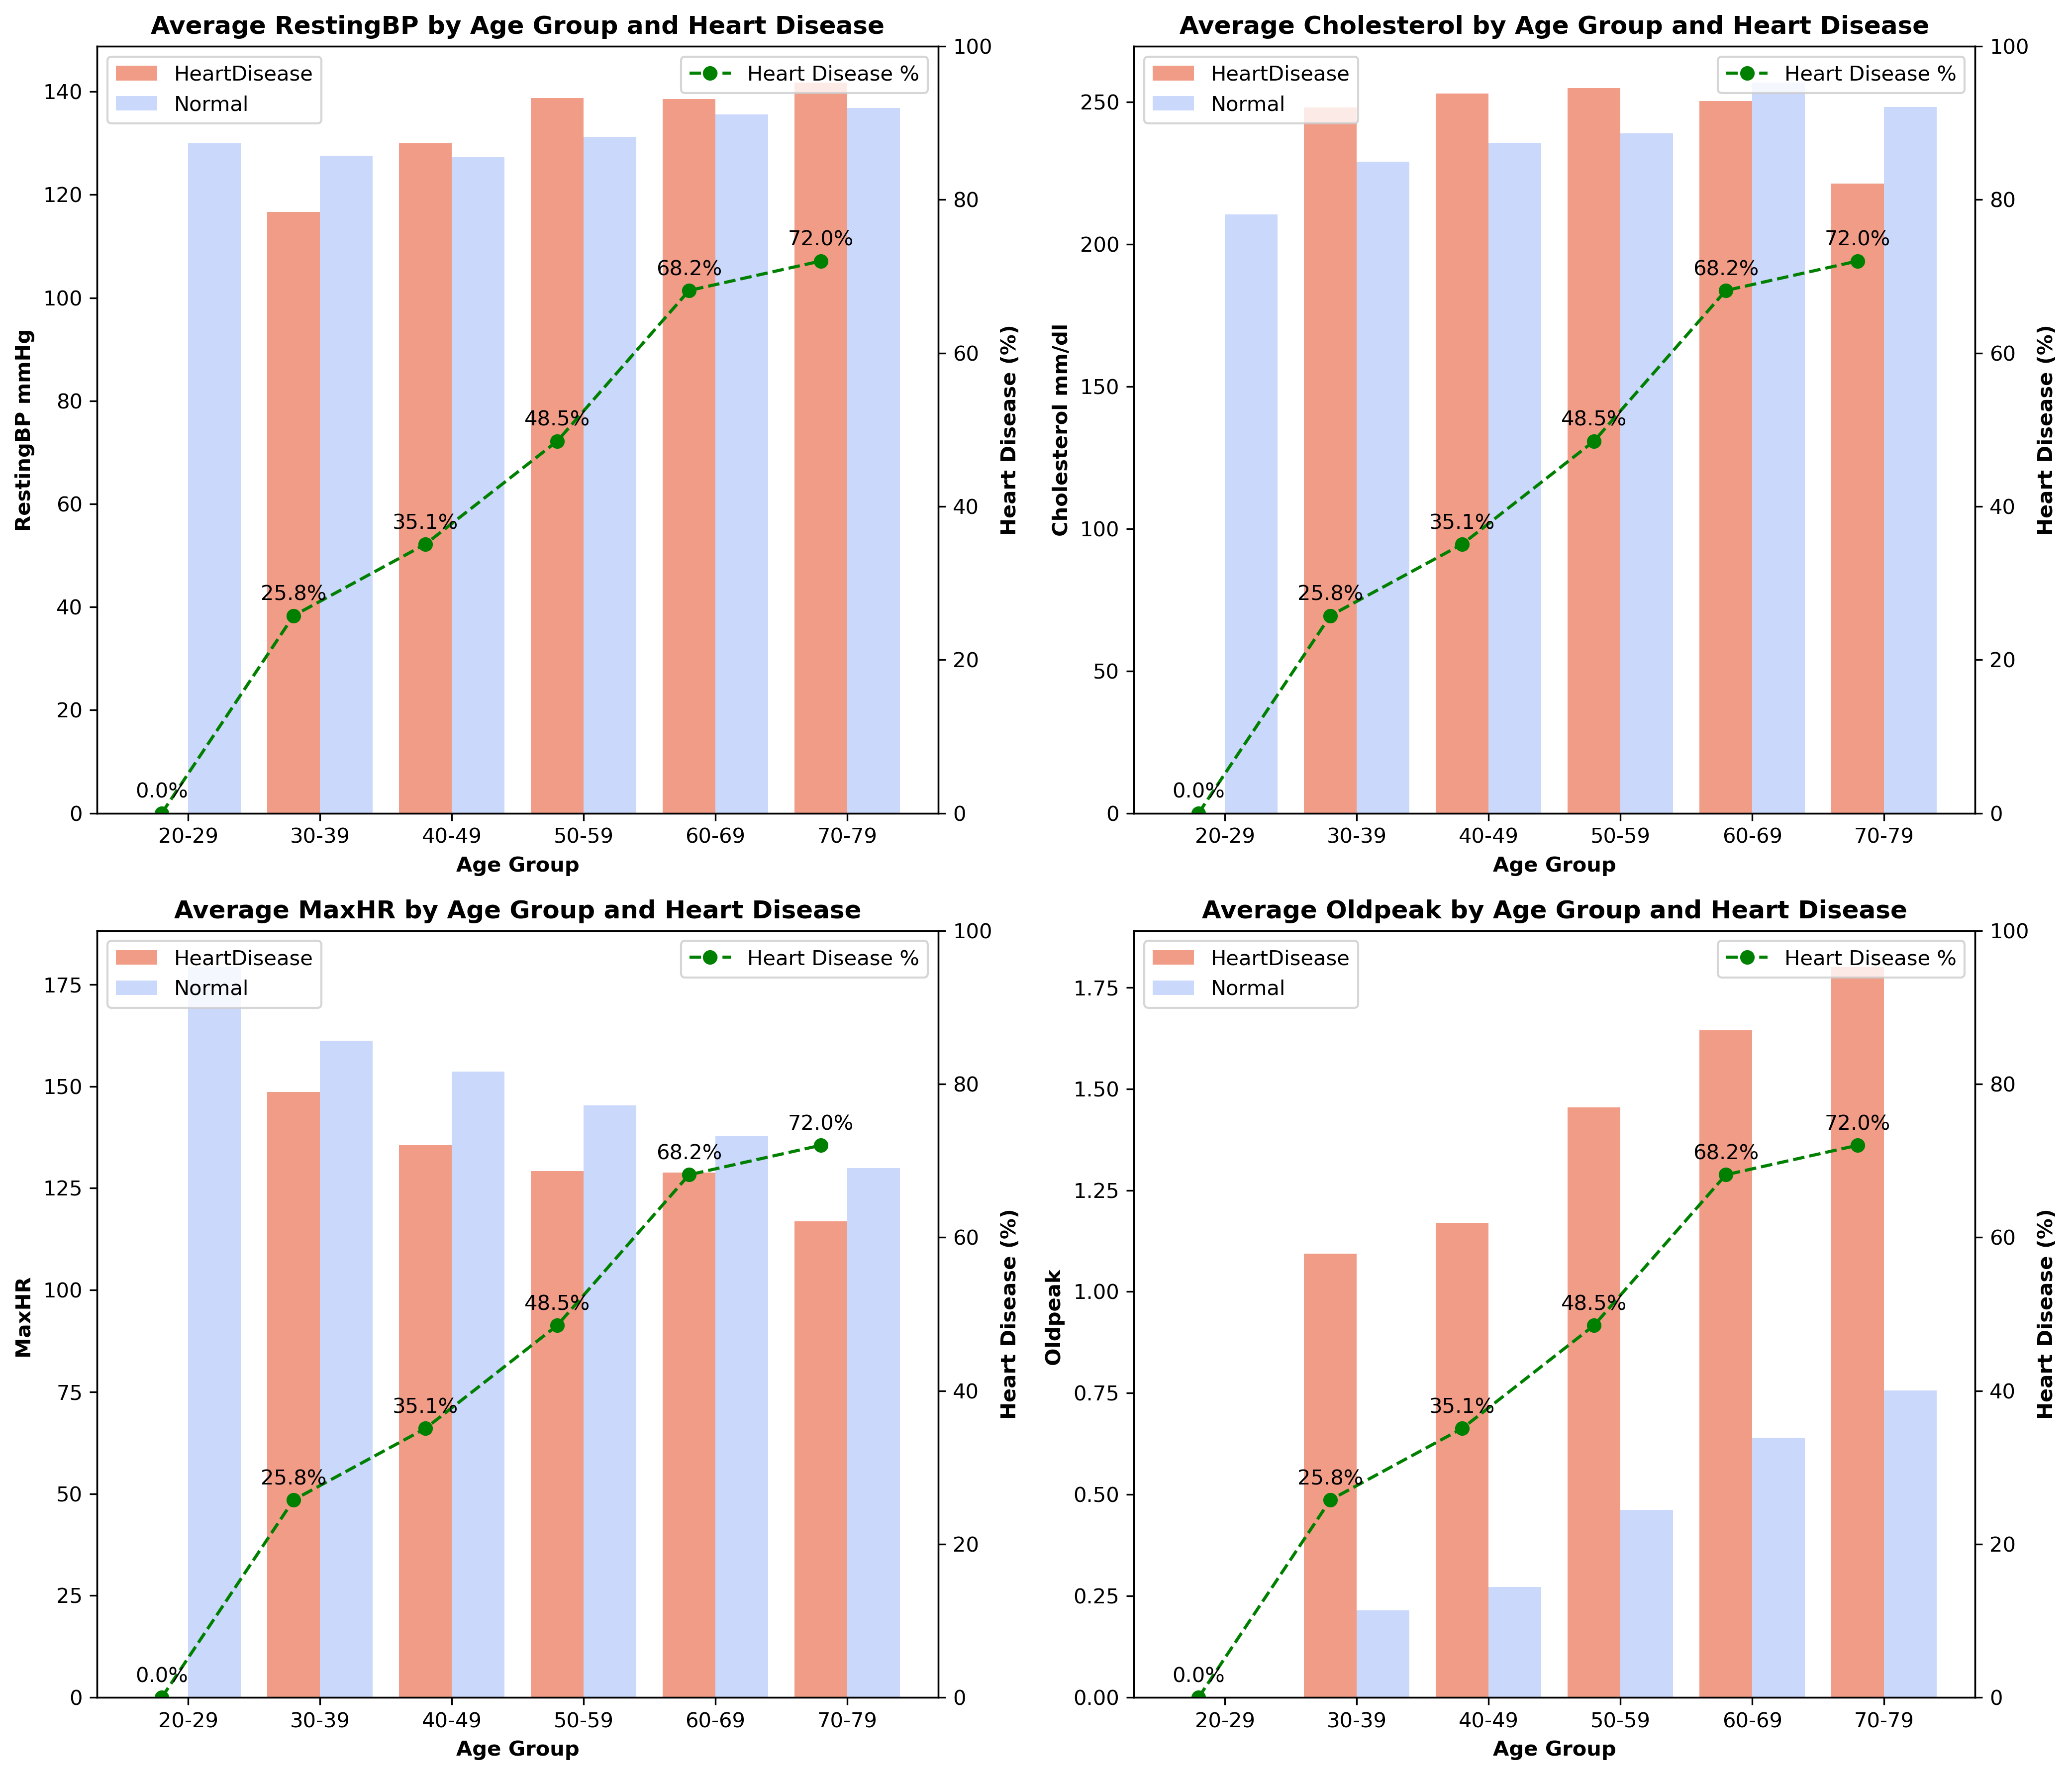 Average RestingBP by Age Group and Heart Disease
HeartDisease
Normal
Heart Disease %
RestingBP mmHg
140
120
100
80
60
40
20
0
100
80
60
40
20
0
Heart Disease (%)
0.0%
25.8%
35.1%
48.5%
68.2%
72.0%
20-29 30-39 40-49 50-59 60-69 70-79
Age Group
Average Cholesterol by Age Group and Heart Disease
HeartDisease
Normal
Heart Disease %
Cholesterol mm/dl
250
200
150
100
50
0
100
80
60
40
20
0
Heart Disease (%)
0.0%
25.8%
35.1%
48.5%
68.2%
72.0%
20-29 30-39 40-49 50-59 60-69 70-79
Age Group
Average MaxHR by Age Group and Heart Disease
HeartDisease
Normal
Heart Disease %
MaxHR
175
150
125
100
75
50
25
0
100
80
60
40
20
0
Heart Disease (%)
0.0%
25.8%
35.1%
48.5%
68.2%
72.0%
20-29 30-39 40-49 50-59 60-69 70-79
Age Group
Average Oldpeak by Age Group and Heart Disease
HeartDisease
Normal
Heart Disease %
Oldpeak
1.75
1.50
1.25
1.00
0.75
0.50
0.25
0.00
100
80
60
40
20
0
Heart Disease (%)
0.0%
25.8%
35.1%
48.5%
68.2%
72.0%
20-29 30-39 40-49 50-59 60-69 70-79
Age Group